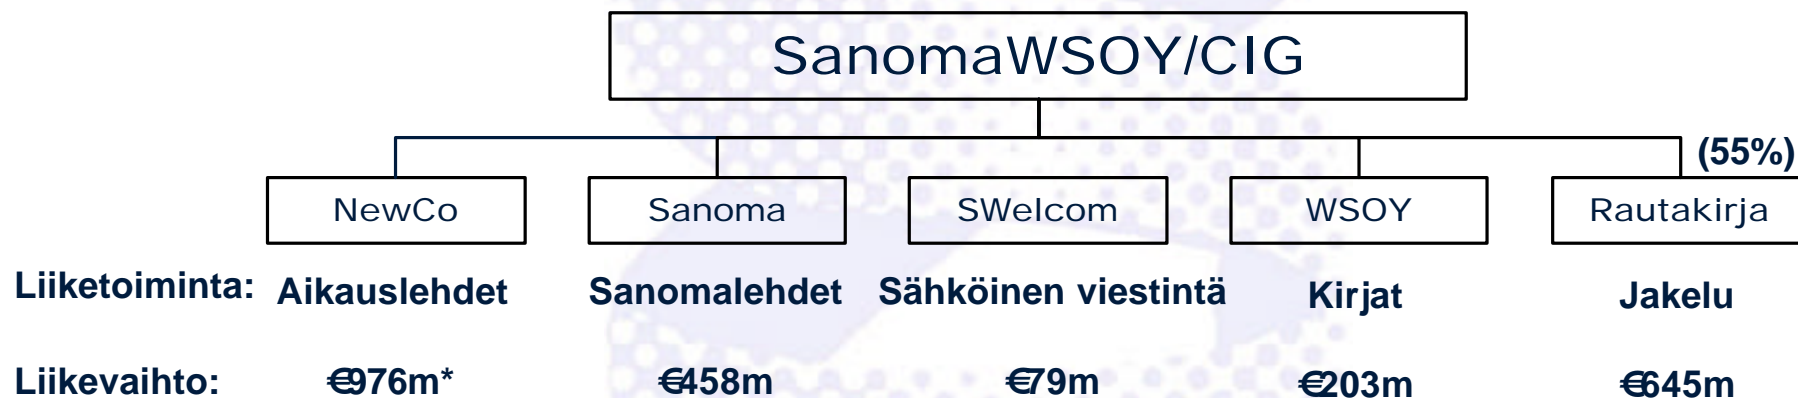 SanomaWSOY/CIG
(55%)
NewCo Sanoma SWelcom WSOY Rautakirja
Liiketoiminta: Aikauslehdet Sanomalehdet Sähköinen viestintä Kirjat Jakelu
Liikevaihto: €976m* €458m €79m €203m €645m